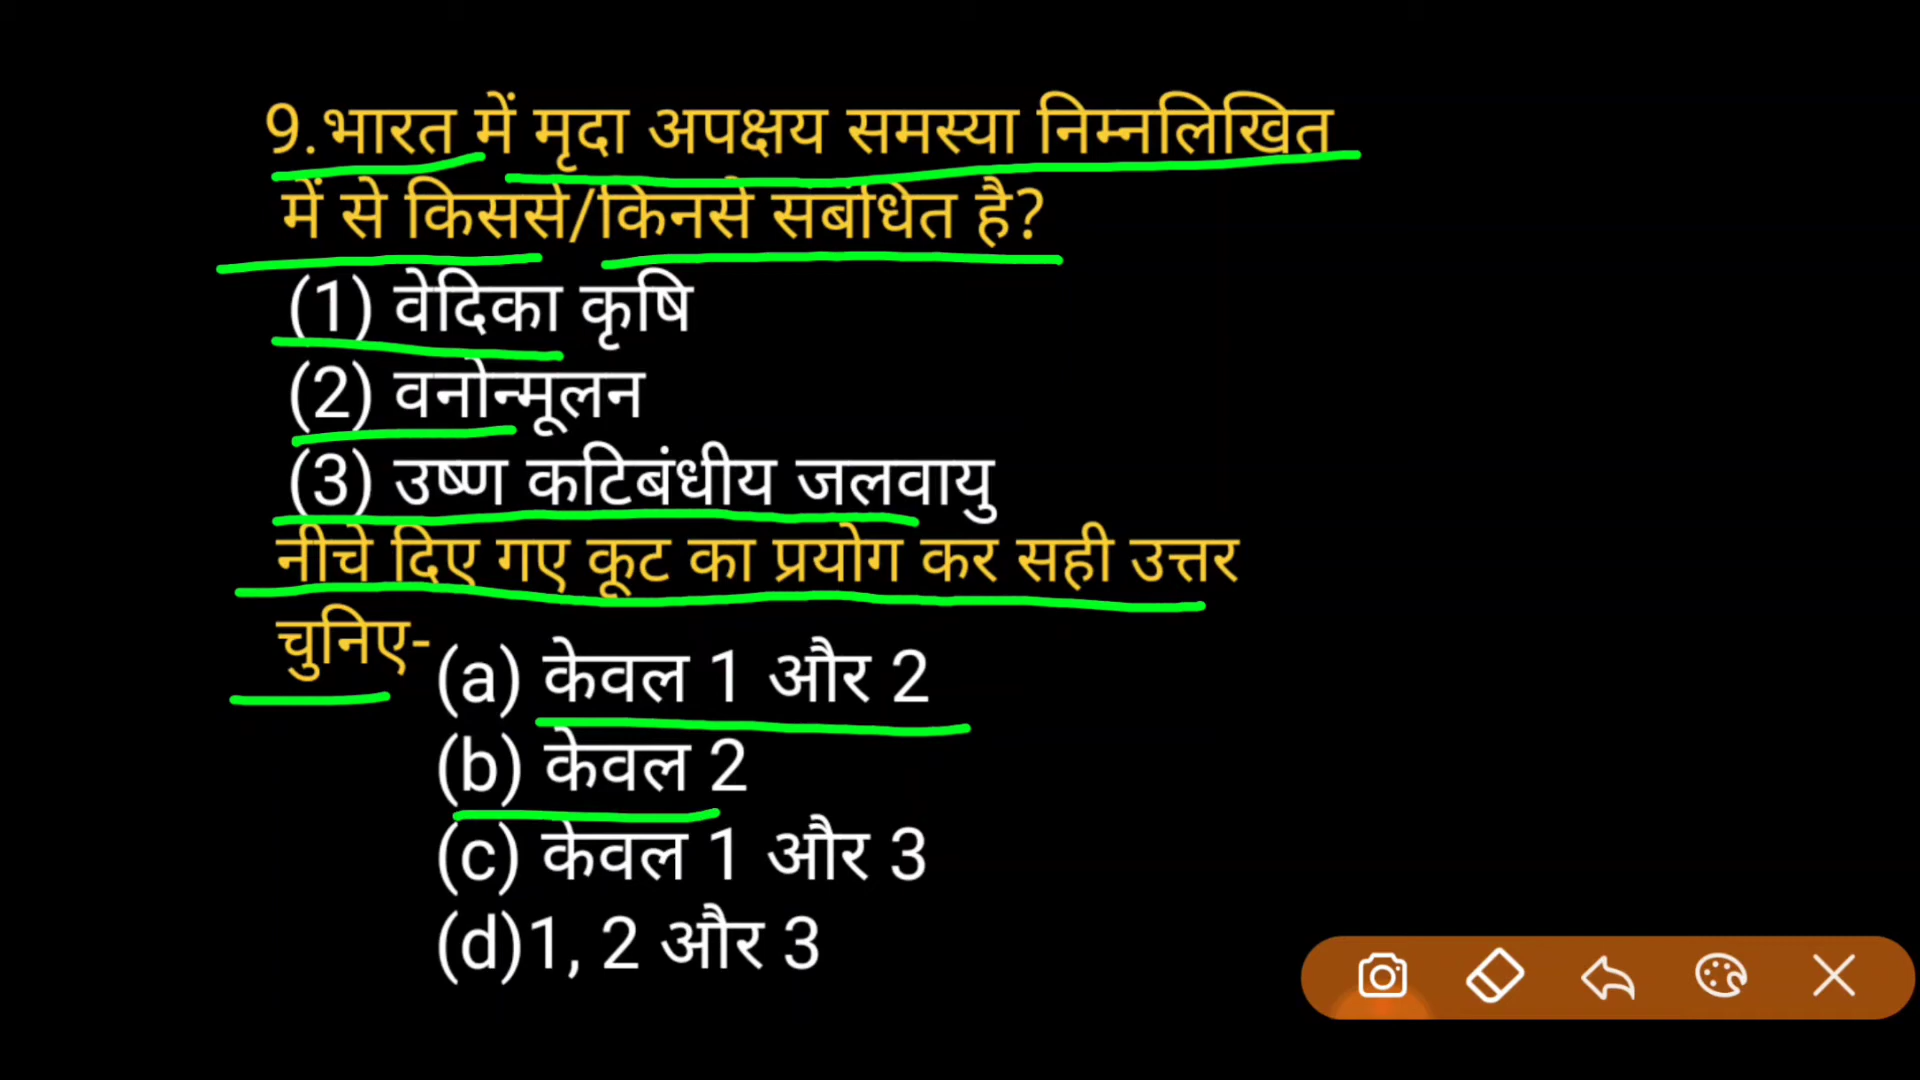 9.भारत में मृदा अपक्षय समस्या निम्नलिखित
में से किससे/किनसे सबंधित है?
(1) वेदिका कृषि
(2) वनोन्मूलन
(3) उष्ण कटिबंधीय जलवायु
नीचे दिए गए कूट का प्रयोग कर सही उत्तर
चुनिए-
(a) केवल 1 और 2
(b) केवल 2
(c) केवल 1 और 3
(d)1, 2 और 3